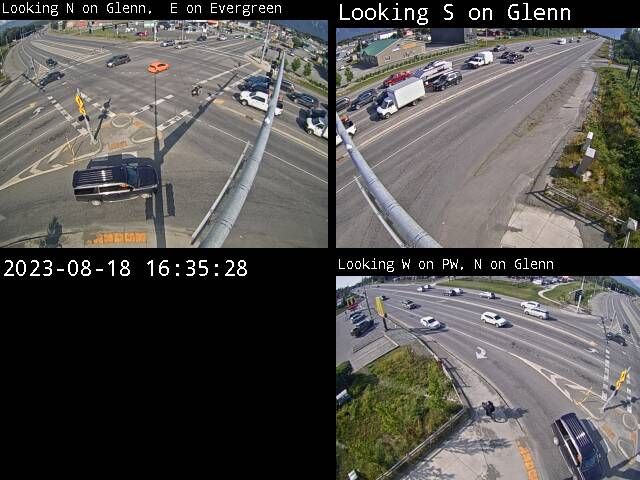 Looking N on Glenn, E on Evergreen
Looking S on Glenn
2023-08-18 16:35:28
Looking W on PW, N on Glenn